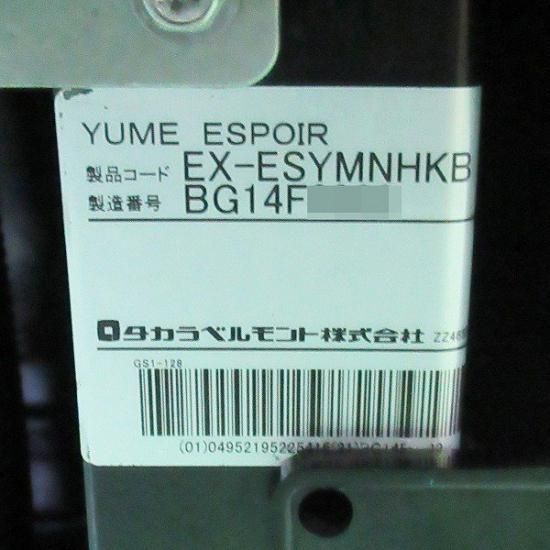 YUME ESPOIR
製品コード EX-ESYMNHKB
製造番号 BG14F
タカラベルモント株式会社
GS1-128